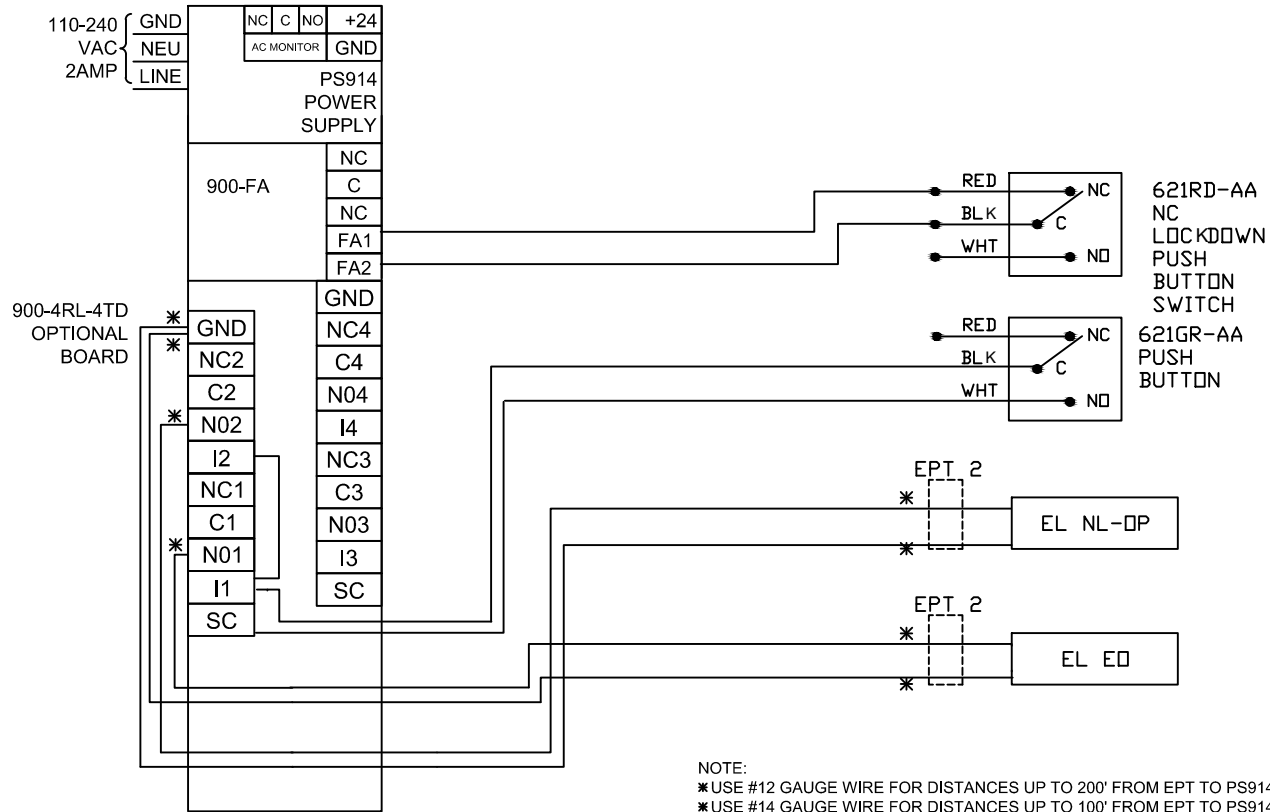 110-240
VAC
2AMP
GND
NEU
LINE
NC C NO +24
AC MONITOR GND
PS914
POWER
SUPPLY
900-FA
NC
C
NC
FA1
FA2
900-4RL-4TD
OPTIONAL
BOARD
* GND
*
NC2
C2
* N02
I2
NC1
C1
* N01
I1
SC
GND
NC4
C4
N04
I4
NC3
C3
N03
I3
SC
RED NC
BLK C
WHT NO
621RD-AA
NC
LOCKDOWN
PUSH
BUTTON
SWITCH
RED NC
BLK C
WHT NO
621GR-AA
PUSH
BUTTON
EPT 2
*
*
EL NL-OP
EPT 2
*
*
EL EO
NOTE:
*USE #12 GAUGE WIRE FOR DISTANCES UP TO 200' FROM EPT TO PS914
*USE #14 GAUGE WIRE FOR DISTANCES UP TO 100' FROM EPT TO PS914